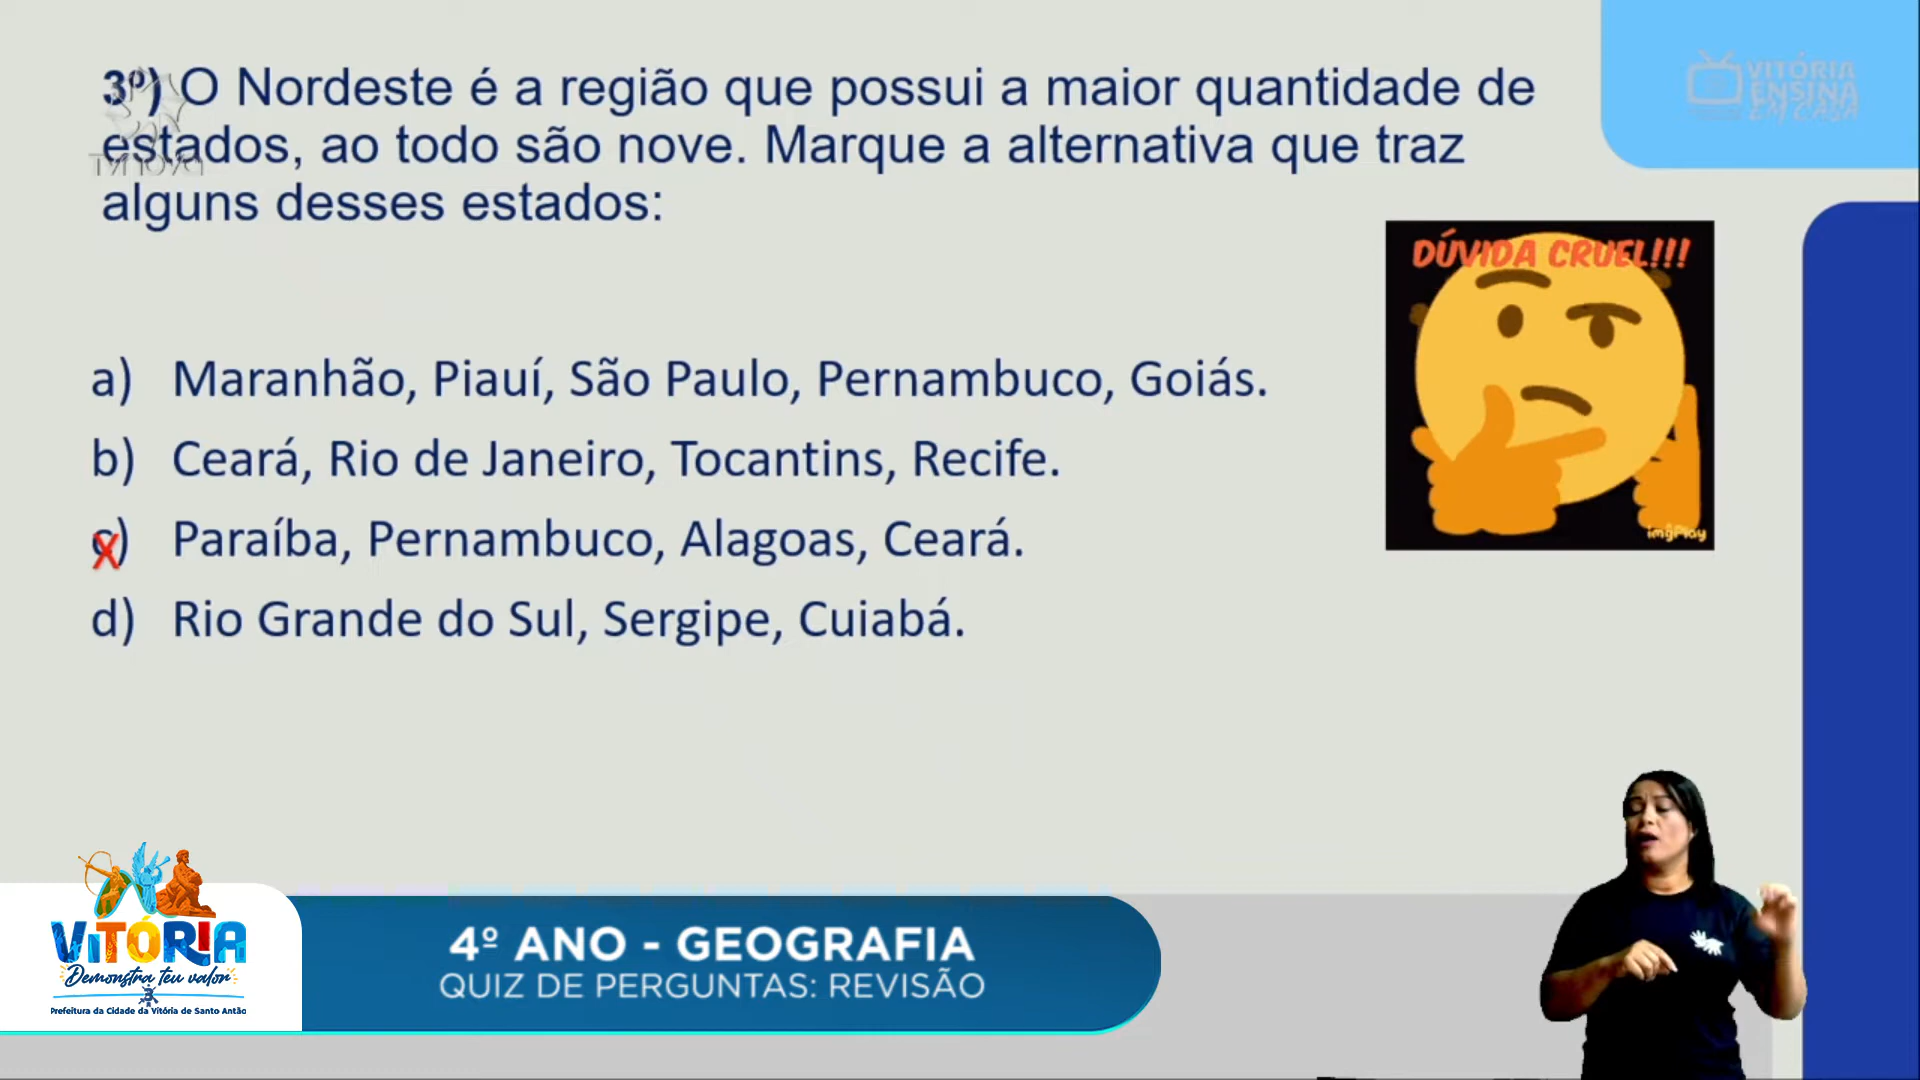 3º) O Nordeste é a região que possui a maior quantidade de
estados, ao todo são nove. Marque a alternativa que traz
alguns desses estados:
VITÓRIA
ENSINA
EM CASA
DÚVIDA CRUEL!!!
imgPlay
a) Maranhão, Piauí, São Paulo, Pernambuco, Goiás.
b) Ceará, Rio de Janeiro, Tocantins, Recife.
c) Paraíba, Pernambuco, Alagoas, Ceará.
X
d) Rio Grande do Sul, Sergipe, Cuiabá.
VITÓRIA
Demonstra teu valor
Prefeitura da Cidade da Vitória de Santo Antão
4º ANO - GEOGRAFIA
QUIZ DE PERGUNTAS: REVISÃO